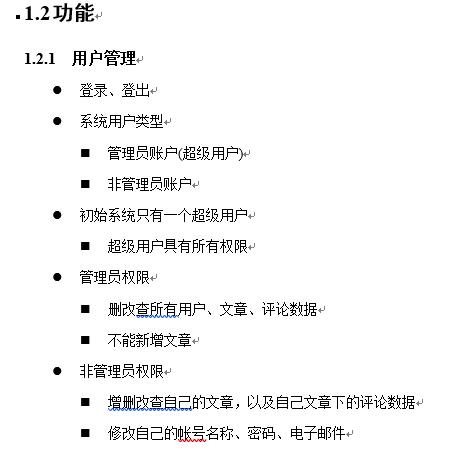 1.2功能
1.2.1 用户管理
● 登录、登出
● 系统用户类型
■ 管理员账户(超级用户)
■ 非管理员账户
● 初始系统只有一个超级用户
■ 超级用户具有所有权限
● 管理员权限
■ 删改查所有用户、文章、评论数据
■ 不能新增文章
● 非管理员权限
■ 增删改查自己的文章，以及自己文章下的评论数据
■ 修改自己的帐号名称、密码、电子邮件